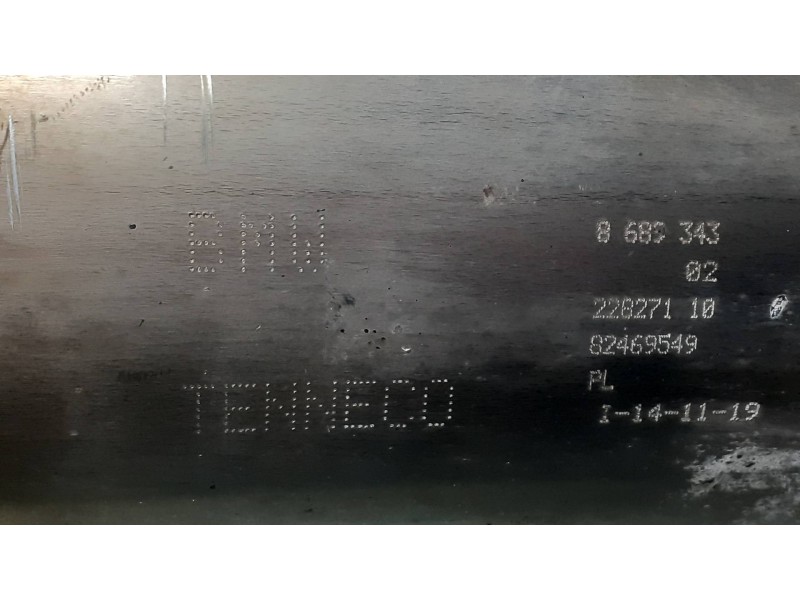 BMW
TENNECO
8 689 343
02
228271 10
82469549
PL
I-14-11-19